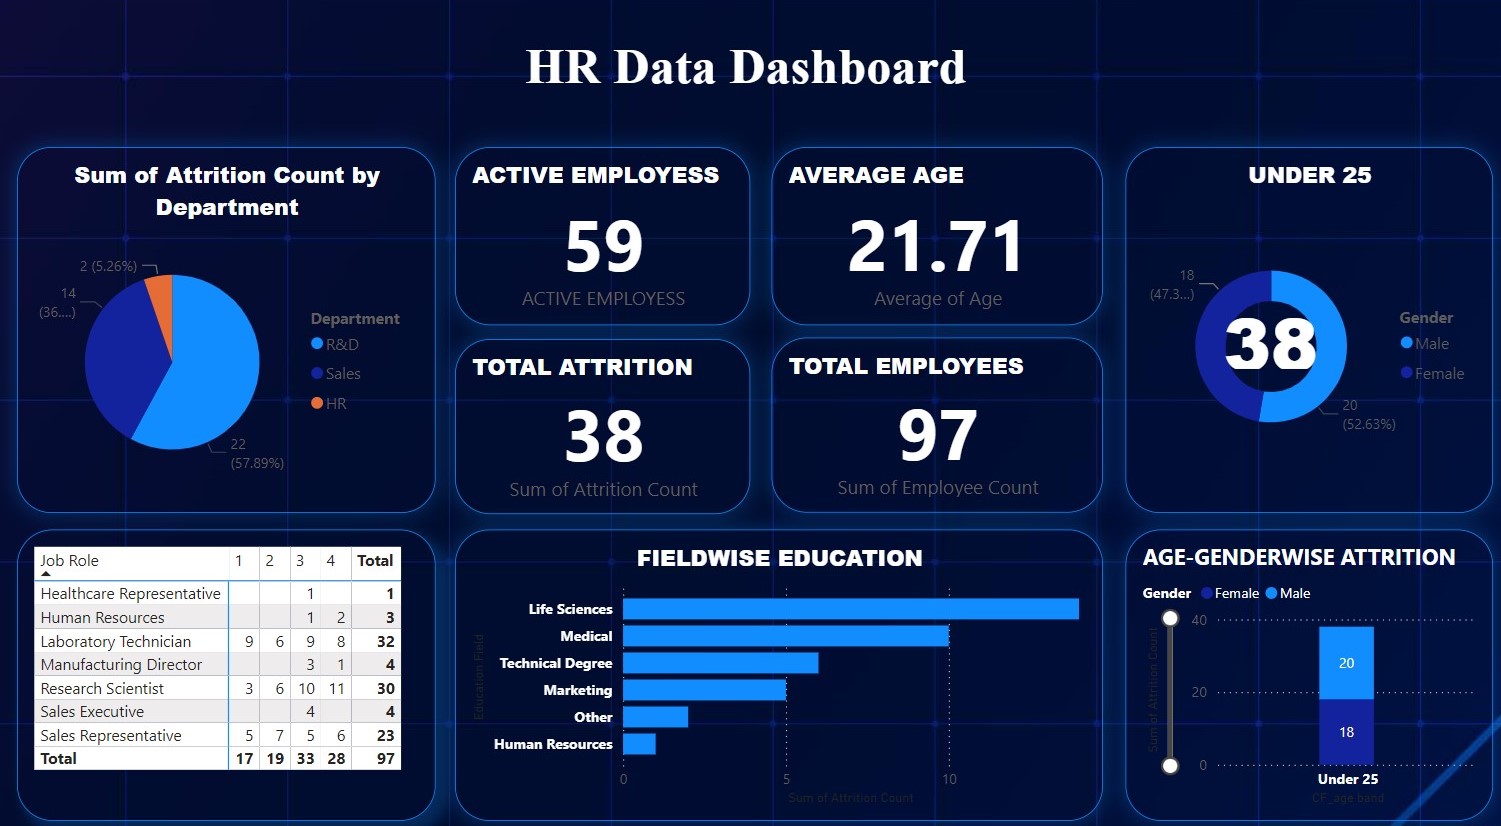 HR Data Dashboard
Sum of Attrition Count by
Department
2 (5.26%)
14
(36....)
22
(57.89%)
Department
R&D
Sales
HR
ACTIVE EMPLOYESS
59
ACTIVE EMPLOYESS
AVERAGE AGE
21.71
Average of Age
TOTAL ATTRITION
38
Sum of Attrition Count
TOTAL EMPLOYEES
97
Sum of Employee Count
UNDER 25
18
(47.3...)
38
20
(52.63%)
Gender
Male
Female
Job Role 1 2 3 4 Total
Healthcare Representative 1 1
Human Resources 1 2 3
Laboratory Technician 9 6 9 8 32
Manufacturing Director 3 1 4
Research Scientist 3 6 10 11 30
Sales Executive 4 4
Sales Representative 5 7 5 6 23
Total 17 19 33 28 97
FIELDWISE EDUCATION
Education Field
Life Sciences
Medical
Technical Degree
Marketing
Other
Human Resources
0 5 10
Sum of Attrition Count
AGE-GENDERWISE ATTRITION
Gender Female Male
Sum of Attrition Count
40
20
0
20
18
Under 25
CF_age band